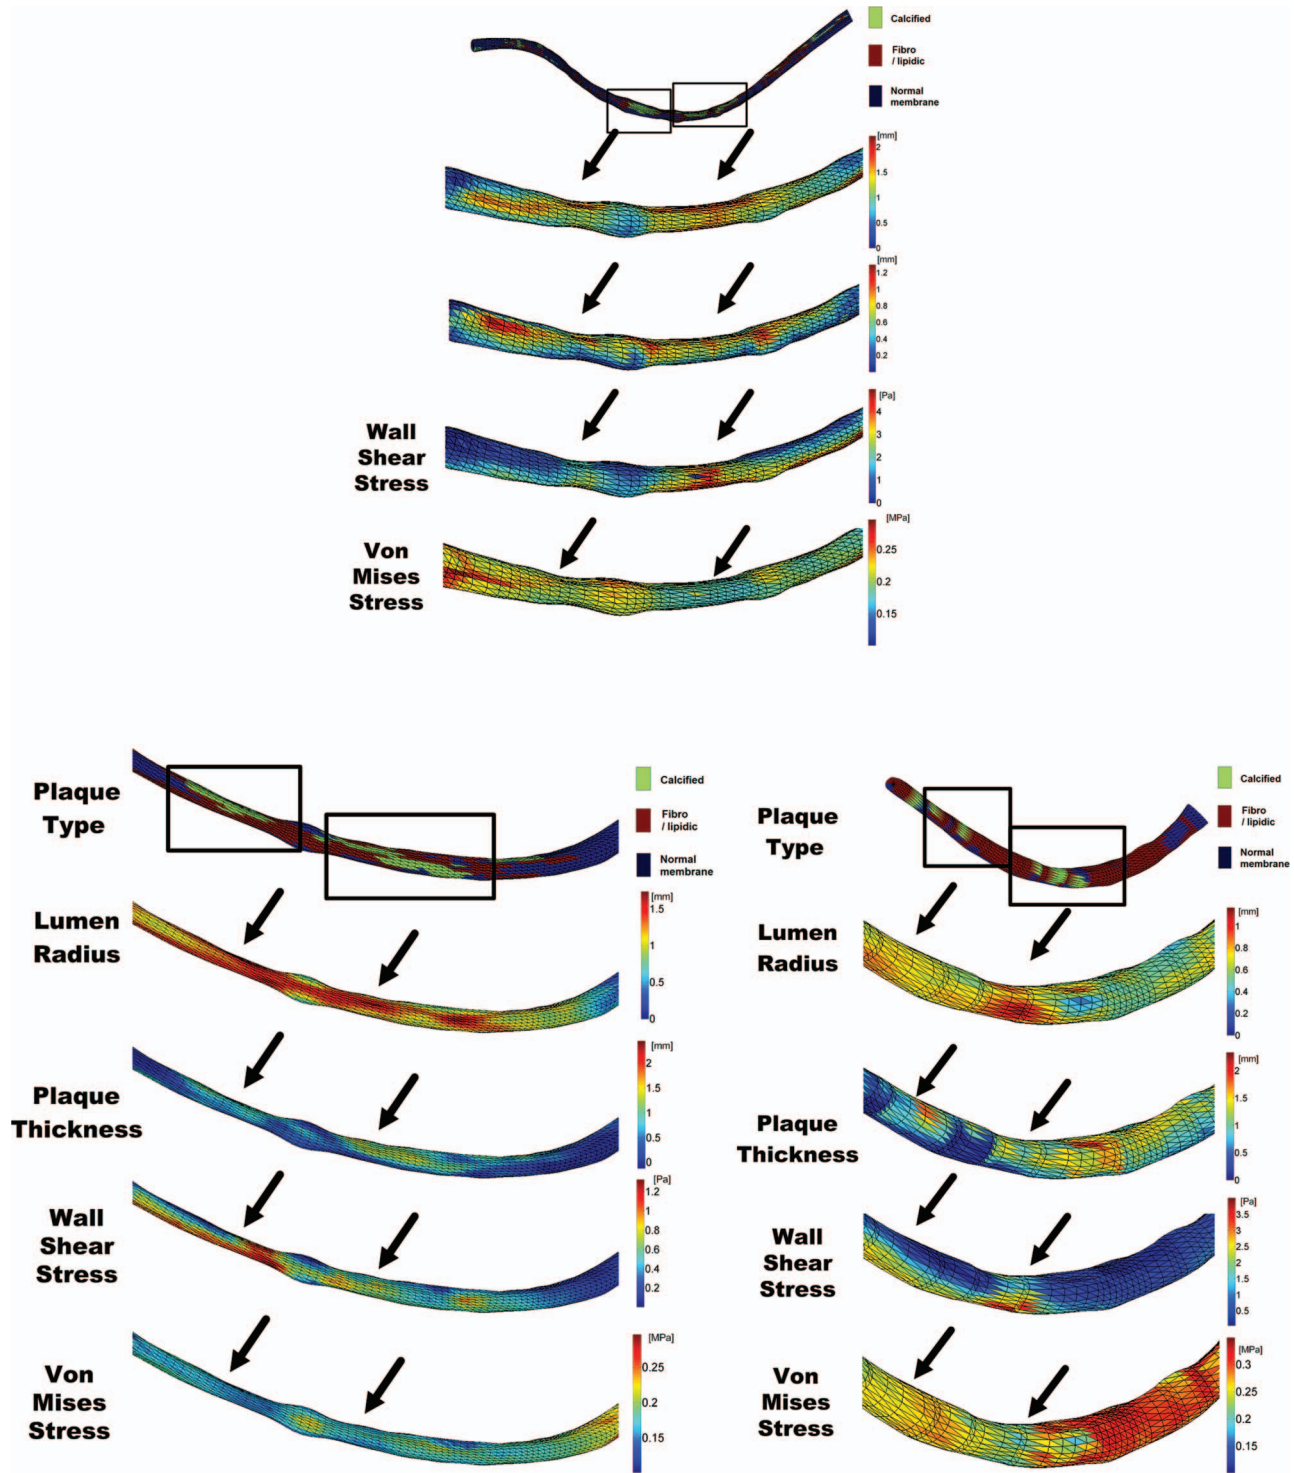 Calcified
Fibro
/ lipidic
Normal
membrane
[mm]
2
1.5
1
0.5
0
[mm]
1.2
1
0.8
0.6
0.4
0.2
Wall
Shear
Stress
[Pa]
4
3
2
1
0
Von
Mises
Stress
[MPa]
0.25
0.2
0.15
Plaque
Type
Calcified
Fibro
/ lipidic
Normal
membrane
Lumen
Radius
[mm]
1.5
1
0.5
0
Plaque
Thickness
[mm]
2
1.5
1
0.5
0
Wall
Shear
Stress
[Pa]
1.2
1
0.8
0.6
0.4
0.2
Von
Mises
Stress
[MPa]
0.25
0.2
0.15
Plaque
Type
Calcified
Fibro
/ lipidic
Normal
membrane
Lumen
Radius
[mm]
1
0.8
0.6
0.4
0.2
0
Plaque
Thickness
[mm]
2
1.5
1
0.5
0
Wall
Shear
Stress
[Pa]
3.5
3
2.5
2
1.5
1
0.5
Von
Mises
Stress
[MPa]
0.3
0.25
0.2
0.15